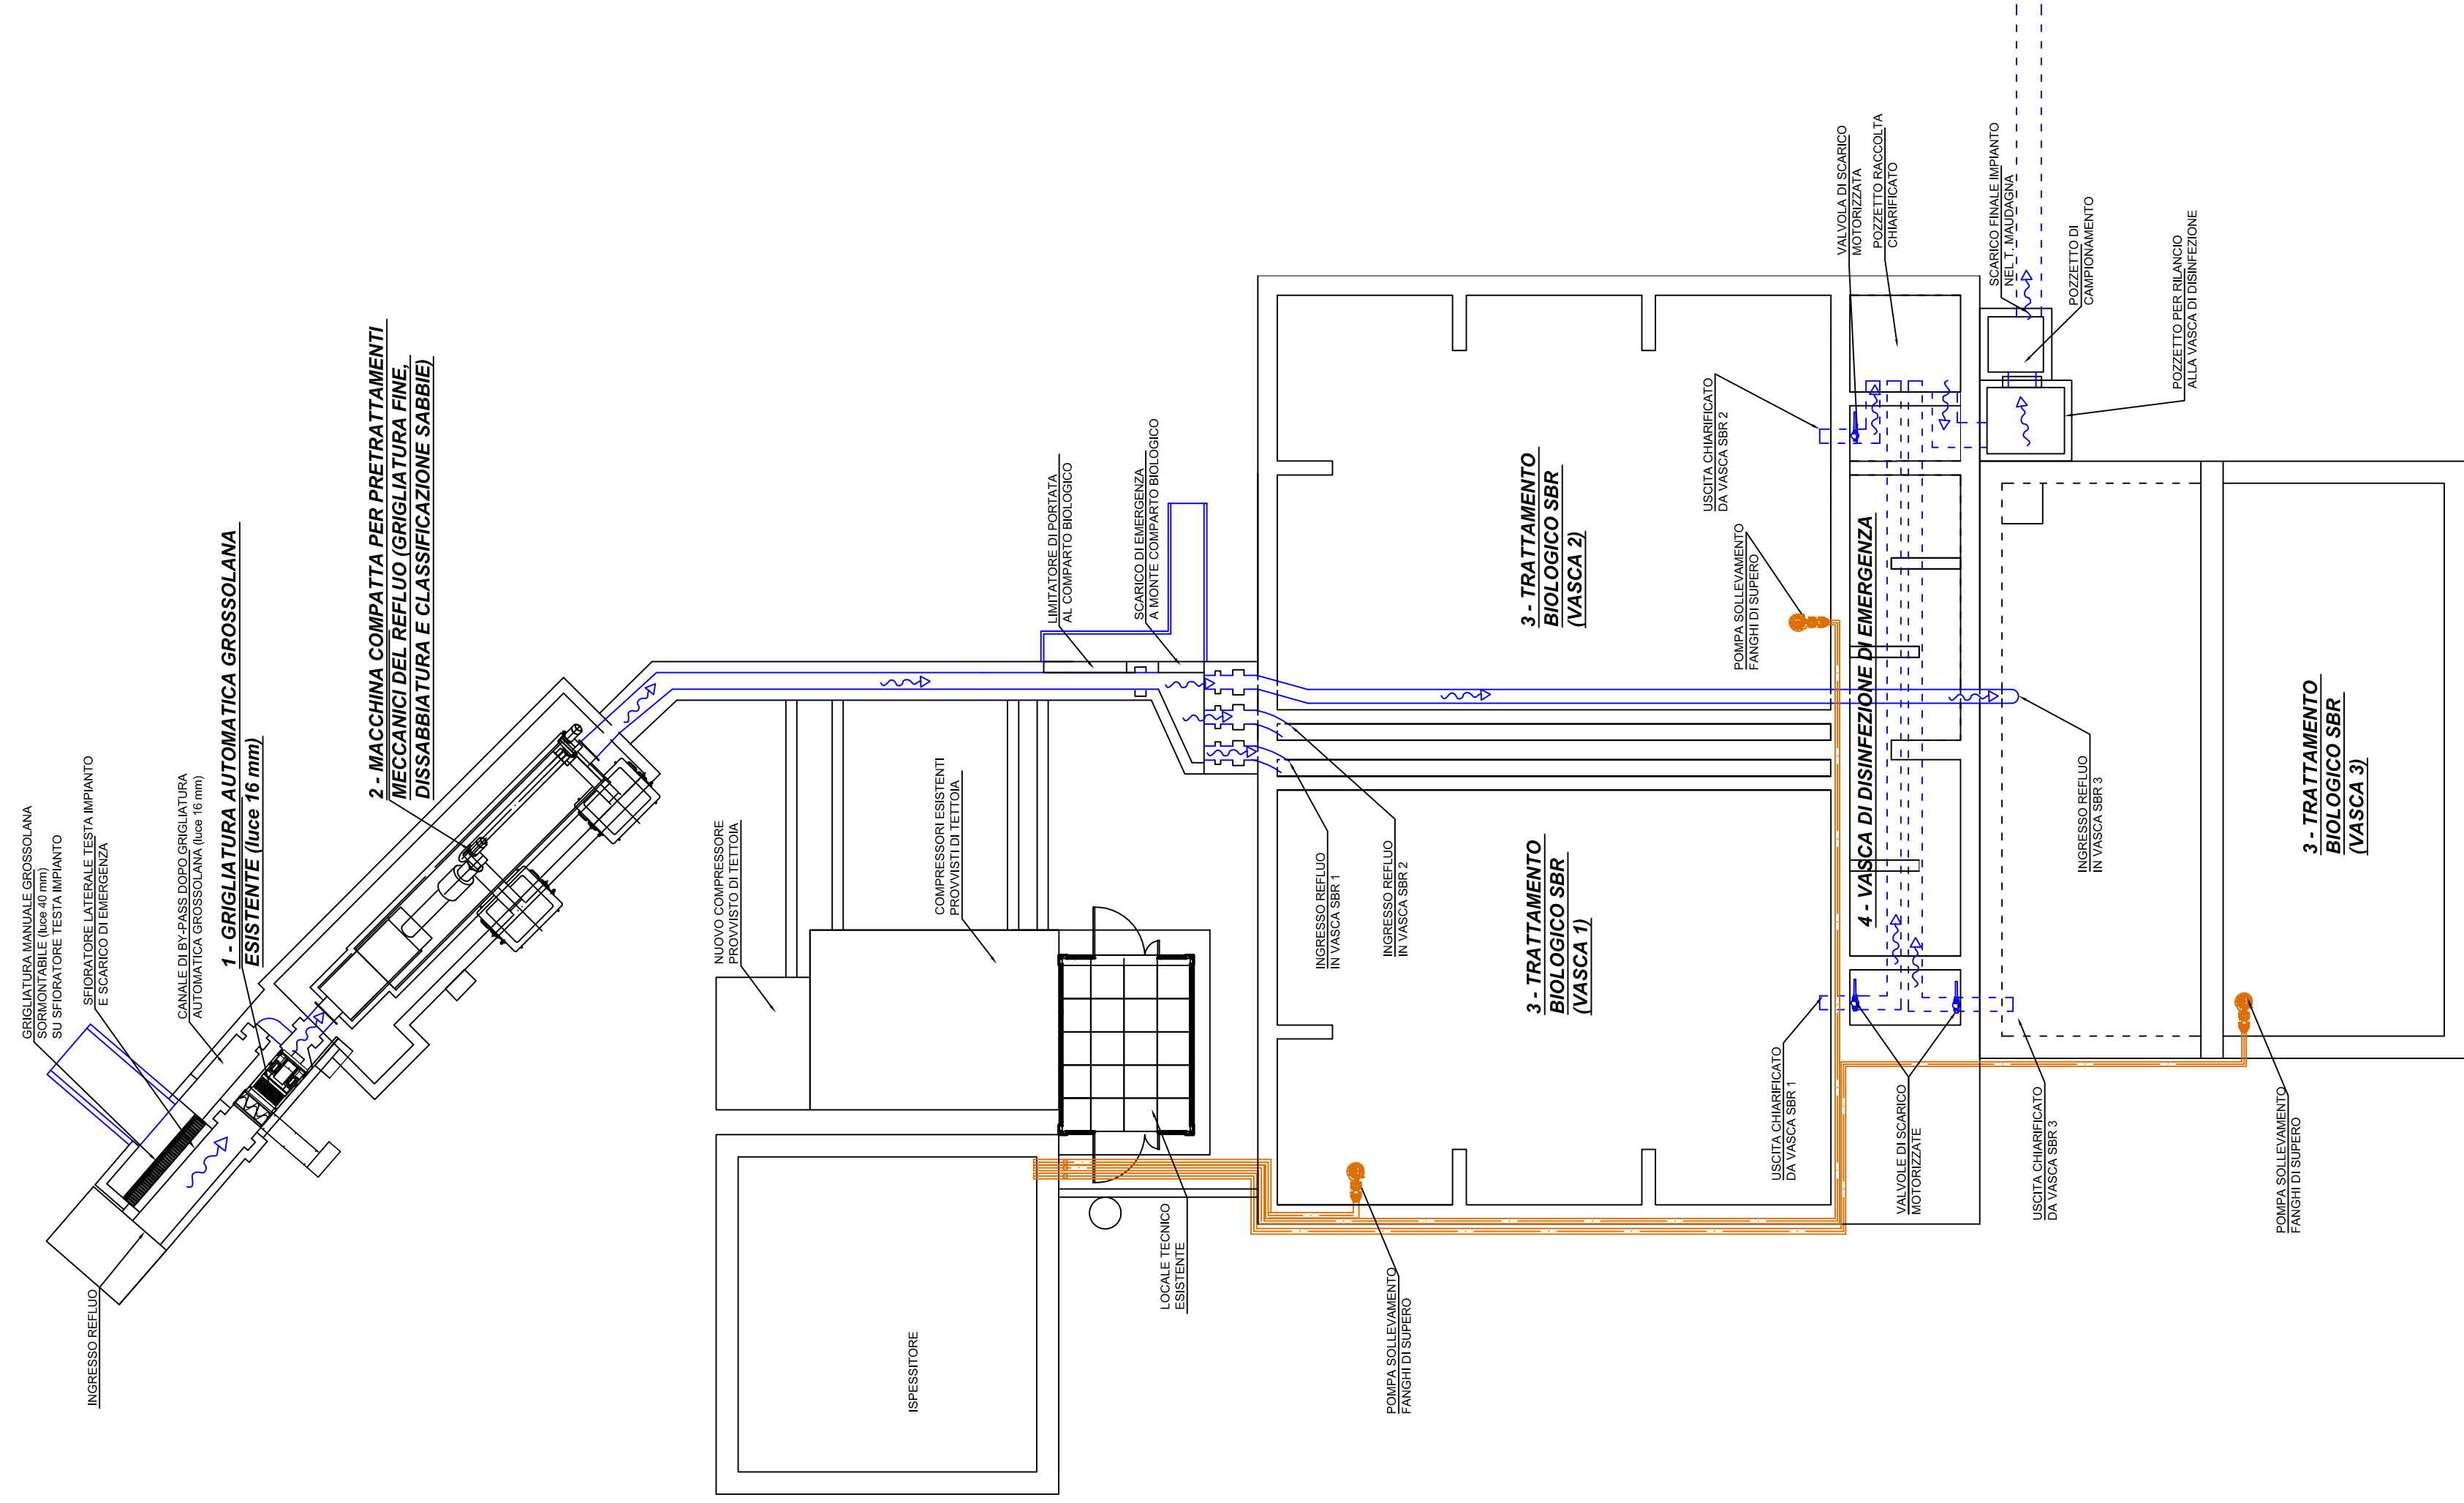 INGRESSO REFLUO
GRIGLIATURA MANUALE GROSSOLANA
SORMONTABILE (luce 40 mm)
SU SFIORATORE TESTA IMPIANTO
SFIORATORE LATERALE TESTA IMPIANTO
E SCARICO DI EMERGENZA
CANALE DI BY-PASS DOPO GRIGLIATURA
AUTOMATICA GROSSOLANA (luce 16 mm)
1 - GRIGLIATURA AUTOMATICA GROSSOLANA
ESISTENTE (luce 16 mm)
2 - MACCHINA COMPATTA PER PRETRATTAMENTI
MECCANICI DEL REFLUO (GRIGLIATURA FINE,
DISSABBIATURA E CLASSIFICAZIONE SABBIE)
NUOVO COMPRESSORE
PROVVISTO DI TETTOIA
COMPRESSORI ESISTENTI
PROVVISTI DI TETTOIA
ISPESSITORE
LIMITATORE DI PORTATA
AL COMPARTO BIOLOGICO
SCARICO DI EMERGENZA
A MONTE COMPARTO BIOLOGICO
LOCALE TECNICO
ESISTENTE
INGRESSO REFLUO
IN VASCA SBR 1
INGRESSO REFLUO
IN VASCA SBR 2
POMPA SOLLEVAMENTO
FANGHI DI SUPERO
3 - TRATTAMENTO
BIOLOGICO SBR
(VASCA 2)
3 - TRATTAMENTO
BIOLOGICO SBR
(VASCA 1)
USCITA CHIARIFICATO
DA VASCA SBR 2
POMPA SOLLEVAMENTO
FANGHI DI SUPERO
USCITA CHIARIFICATO
DA VASCA SBR 1
VALVOLA DI SCARICO
MOTORIZZATA
POZZETTO RACCOLTA
CHIARIFICATO
4 - VASCA DI DISINFEZIONE DI EMERGENZA
VALVOLE DI SCARICO
MOTORIZZATE
SCARICO FINALE IMPIANTO
NEL T. MAUDAGNA
USCITA CHIARIFICATO
DA VASCA SBR 3
POZZETTO DI
CAMPIONAMENTO
INGRESSO REFLUO
IN VASCA SBR 3
POZZETTO PER RILANCIO
ALLA VASCA DI DISINFEZIONE
POMPA SOLLEVAMENTO
FANGHI DI SUPERO
3 - TRATTAMENTO
BIOLOGICO SBR
(VASCA 3)